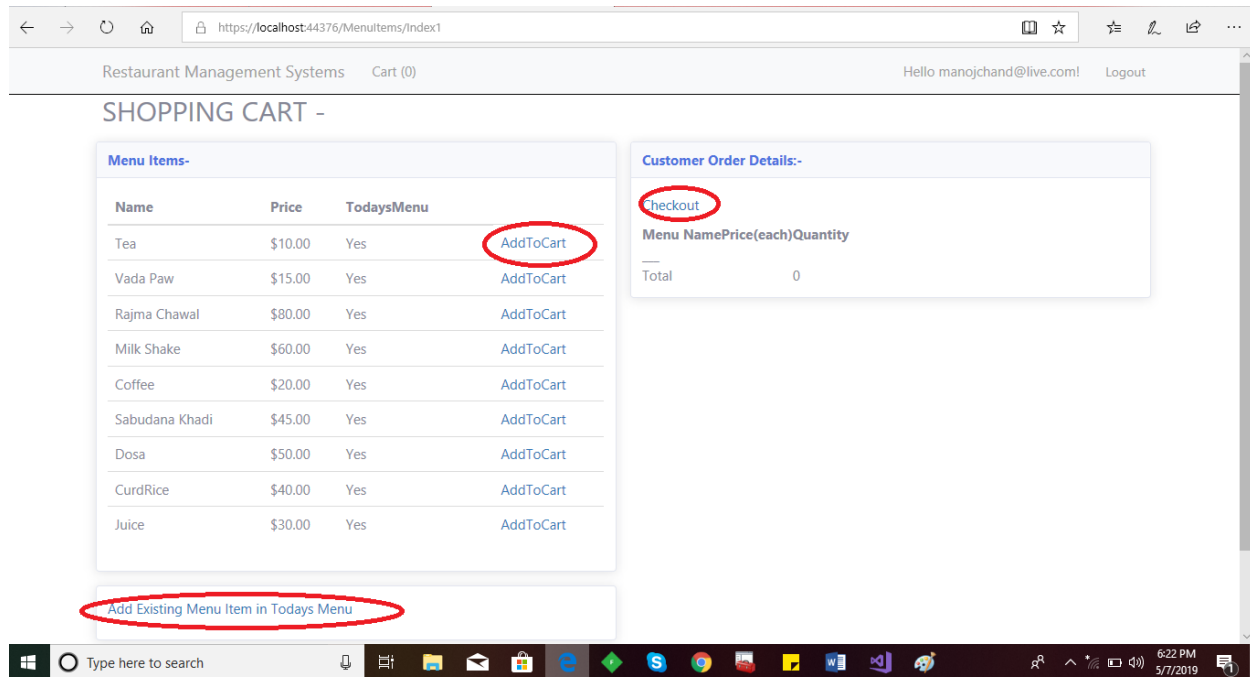 https://localhost:44376/MenuItems/Index1
Restaurant Management Systems Cart (0) Hello manojchand@live.com! Logout
SHOPPING CART -
Menu Items-
Name Price TodaysMenu
Tea $10.00 Yes AddToCart
Vada Paw $15.00 Yes AddToCart
Rajma Chawal $80.00 Yes AddToCart
Milk Shake $60.00 Yes AddToCart
Coffee $20.00 Yes AddToCart
Sabudana Khadi $45.00 Yes AddToCart
Dosa $50.00 Yes AddToCart
CurdRice $40.00 Yes AddToCart
Juice $30.00 Yes AddToCart
Add Existing Menu Item in Todays Menu
Customer Order Details:-
Checkout
Menu NamePrice(each)Quantity
Total 0
Type here to search
6:22 PM
5/7/2019